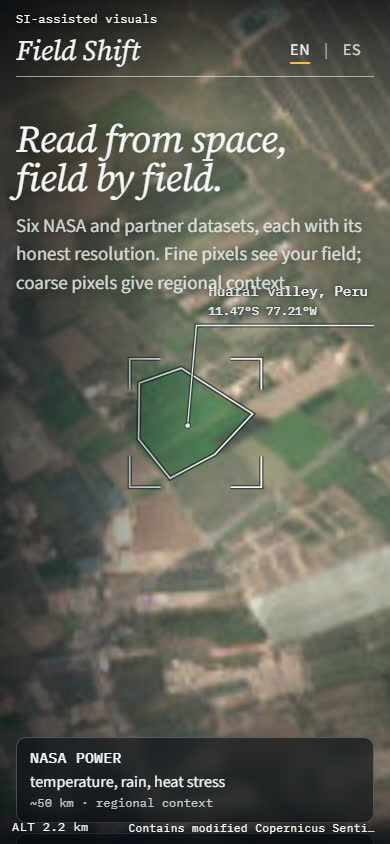 SI-assisted visuals
Field Shift
EN | ES
Read from space,
field by field.
Six NASA and partner datasets, each with its
honest resolution. Fine pixels see your field;
coarse pixels give regional context.
Huaral valley, Peru
11.47°S 77.21°W
NASA POWER
temperature, rain, heat stress
~50 km · regional context
ALT 2.2 km
Contains modified Copernicus Senti…